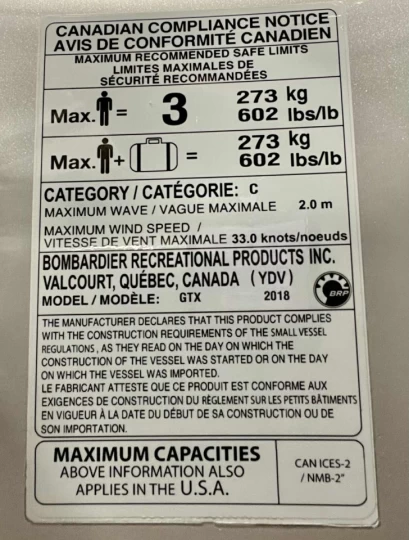 CANADIAN COMPLIANCE NOTICE
AVIS DE CONFORMITÉ CANADIEN
MAXIMUM RECOMMENDED SAFE LIMITS
LIMITES MAXIMALES DE
SÉCURITÉ RECOMMANDÉES
Max. = 3 273 kg
602 lbs/lb
Max. + = 273 kg
602 lbs/lb
CATEGORY / CATÉGORIE: C
MAXIMUM WAVE / VAGUE MAXIMALE 2.0 m
MAXIMUM WIND SPEED /
VITESSE DE VENT MAXIMALE 33.0 knots/noeuds
BOMBARDIER RECREATIONAL PRODUCTS INC.
VALCOURT, QUÉBEC, CANADA (YDV)
MODEL / MODÈLE: GTX 2018
BRP
THE MANUFACTURER DECLARES THAT THIS PRODUCT COMPLIES
WITH THE CONSTRUCTION REQUIREMENTS OF THE SMALL VESSEL
REGULATIONS, AS THEY READ ON THE DAY ON WHICH THE
CONSTRUCTION OF THE VESSEL WAS STARTED OR ON THE DAY
ON WHICH THE VESSEL WAS IMPORTED.
LE FABRICANT ATTESTE QUE CE PRODUIT EST CONFORME AUX
EXIGENCES DE CONSTRUCTION DU RÈGLEMENT SUR LES PETITS BÂTIMENTS
EN VIGUEUR À LA DATE DU DÉBUT DE SA CONSTRUCTION OU DE
SON IMPORTATION.
MAXIMUM CAPACITIES
ABOVE INFORMATION ALSO
APPLIES IN THE U.S.A.
CAN ICES-2
/ NMB-2"